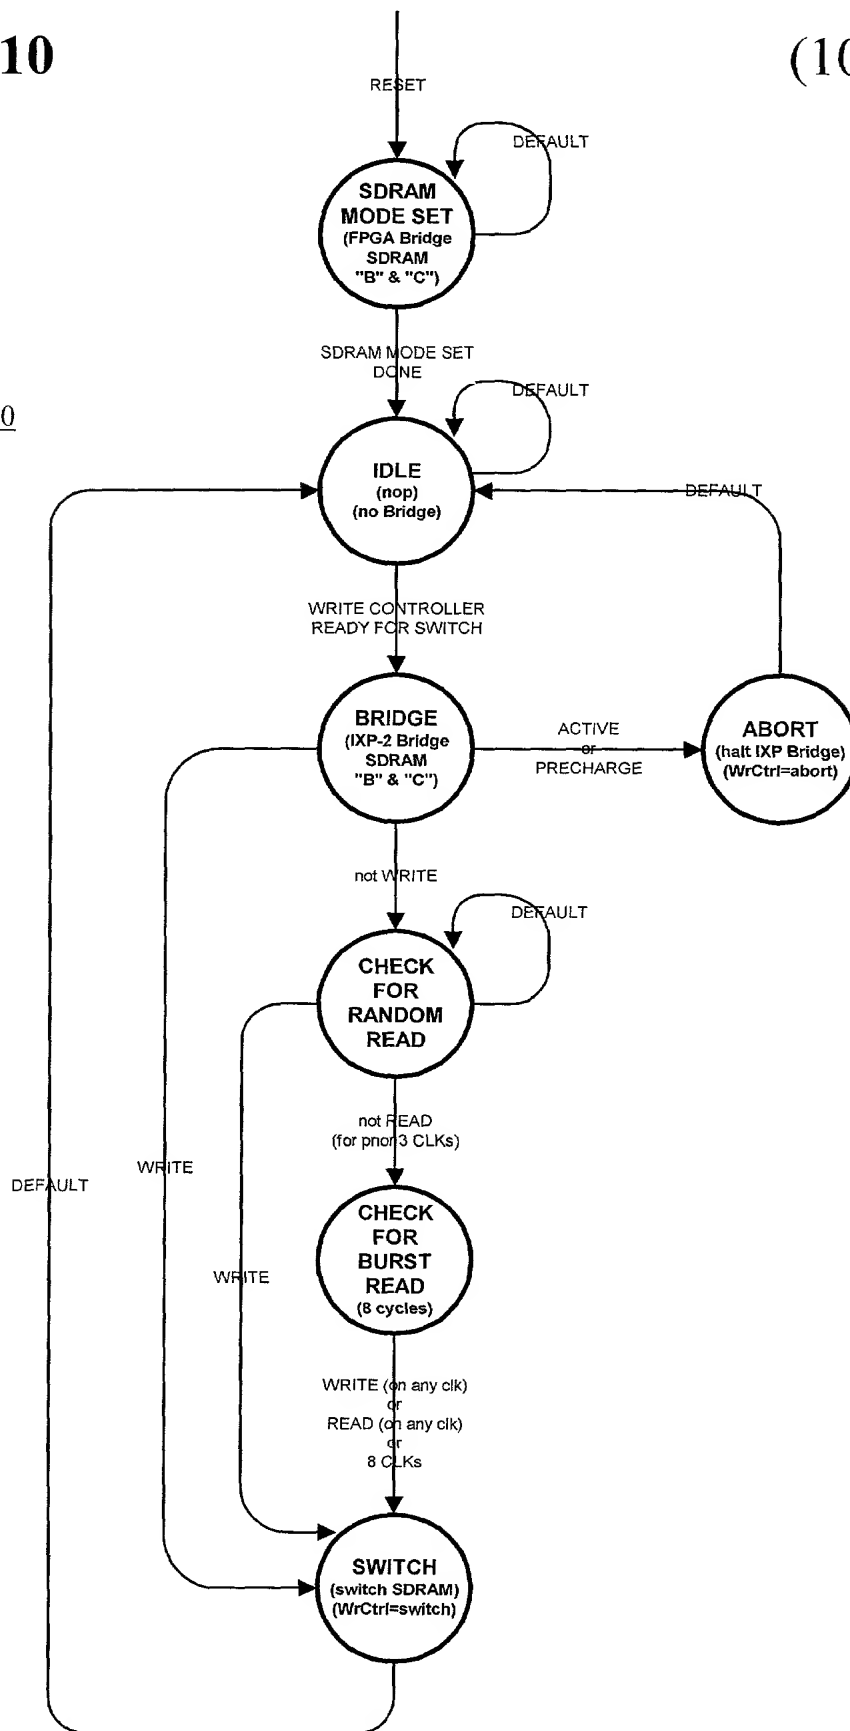 10
(10
RESET
DEFAULT
SDRAM
MODE SET
(FPGA Bridge
SDRAM
"B" & "C")
SDRAM MODE SET
DONE
DEFAULT
0
IDLE
(nop)
(no Bridge)
DEFAULT
WRITE CONTROLLER
READY FOR SWITCH
BRIDGE
(IXP-2 Bridge
SDRAM
"B" & "C")
ACTIVE
or
PRECHARGE
ABORT
(halt IXP Bridge)
(WrCtrl=abort)
not WRITE
DEFAULT
CHECK
FOR
RANDOM
READ
not READ
(for prior 3 CLKs)
WRITE
DEFAULT
CHECK
FOR
BURST
READ
(8 cycles)
WRITE
WRITE (on any clk)
or
READ (on any clk)
or
8 CLKs
SWITCH
(switch SDRAM)
(WrCtrl=switch)